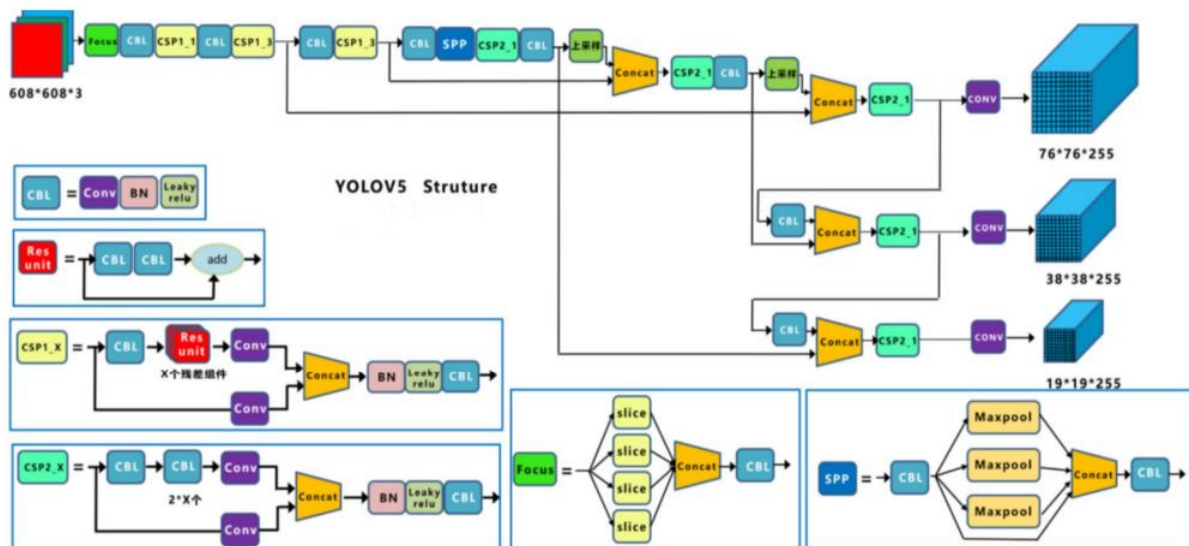 Focus CBL CSP1_1 CBL CSP1_3 CBL CSP1_3 CBL SPP CSP2_1 CBL 上采样
Concat CSP2_1 CBL 上采样
Concat CSP2_1 CONV
608*608*3
76*76*255
YOLOV5 Struture
CBL = Conv BN Leaky relu
CBL Concat CSP2_1 CONV
38*38*255
Res unit = CBL CBL add
CBL Concat CSP2_1 CONV
19*19*255
CSP1_X = CBL Res unit Conv
X个残差组件
Concat BN Leaky relu CBL
Conv
CSP2_X = CBL CBL Conv
2*X个
Concat BN Leaky relu CBL
Conv
Focus =
slice
slice
slice
slice
Concat CBL
SPP = CBL
Maxpool
Maxpool
Maxpool
Concat CBL